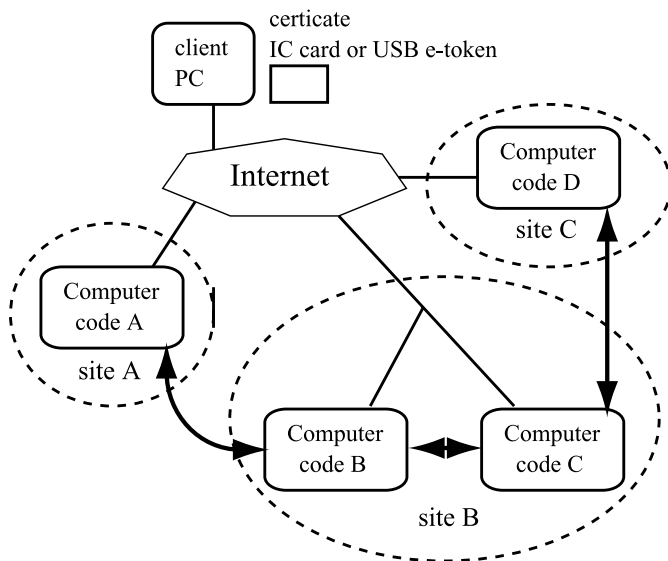 certicate
IC card or USB e-token
client
PC
Internet
Computer
code D
site C
Computer
code A
site A
Computer
code B
Computer
code C
site B